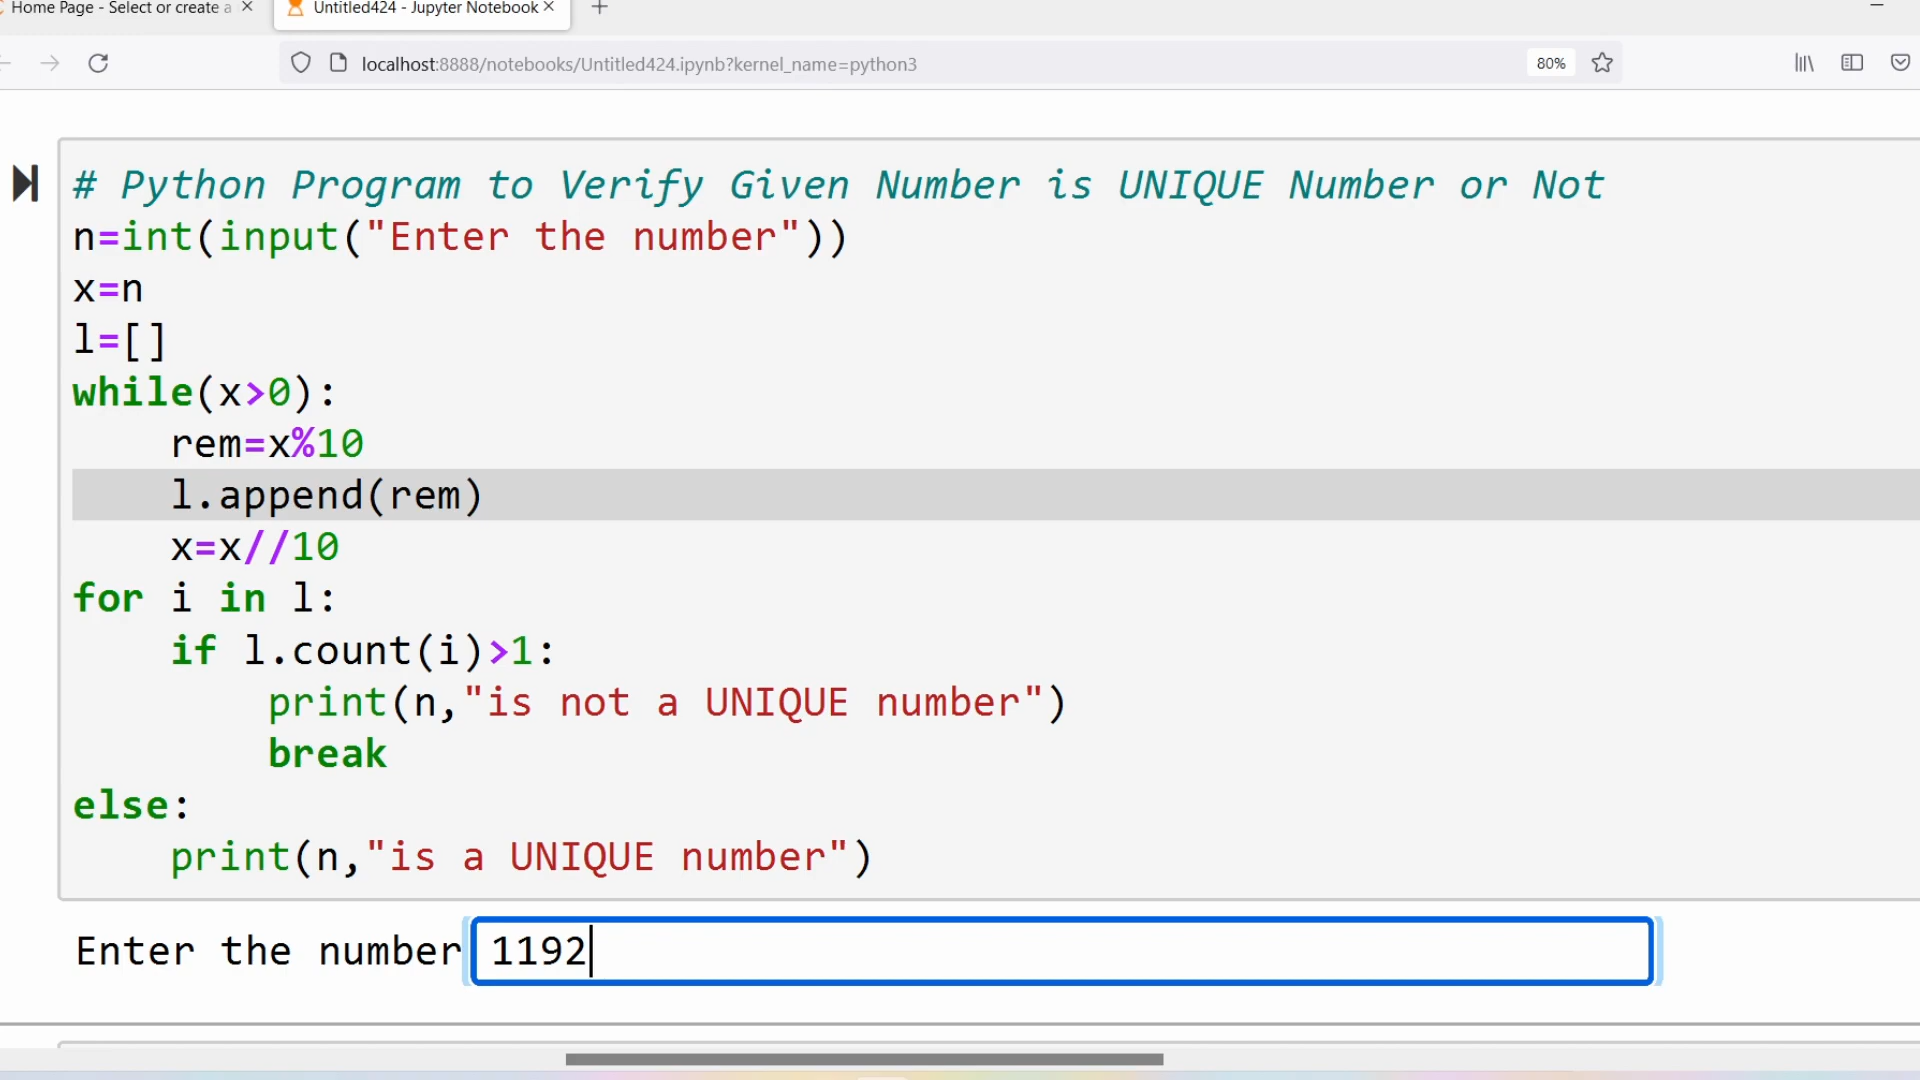 Home Page - Select or create a
Untitled424 - Jupyter Notebook
localhost:8888/notebooks/Untitled424.ipynb?kernel_name=python3
80%
# Python Program to Verify Given Number is UNIQUE Number or Not
n=int(input("Enter the number"))
x=n
l=[]
while(x>0):
    rem=x%10
    l.append(rem)
    x=x//10
for i in l:
    if l.count(i)>1:
        print(n,"is not a UNIQUE number")
        break
else:
    print(n,"is a UNIQUE number")
Enter the number 1192